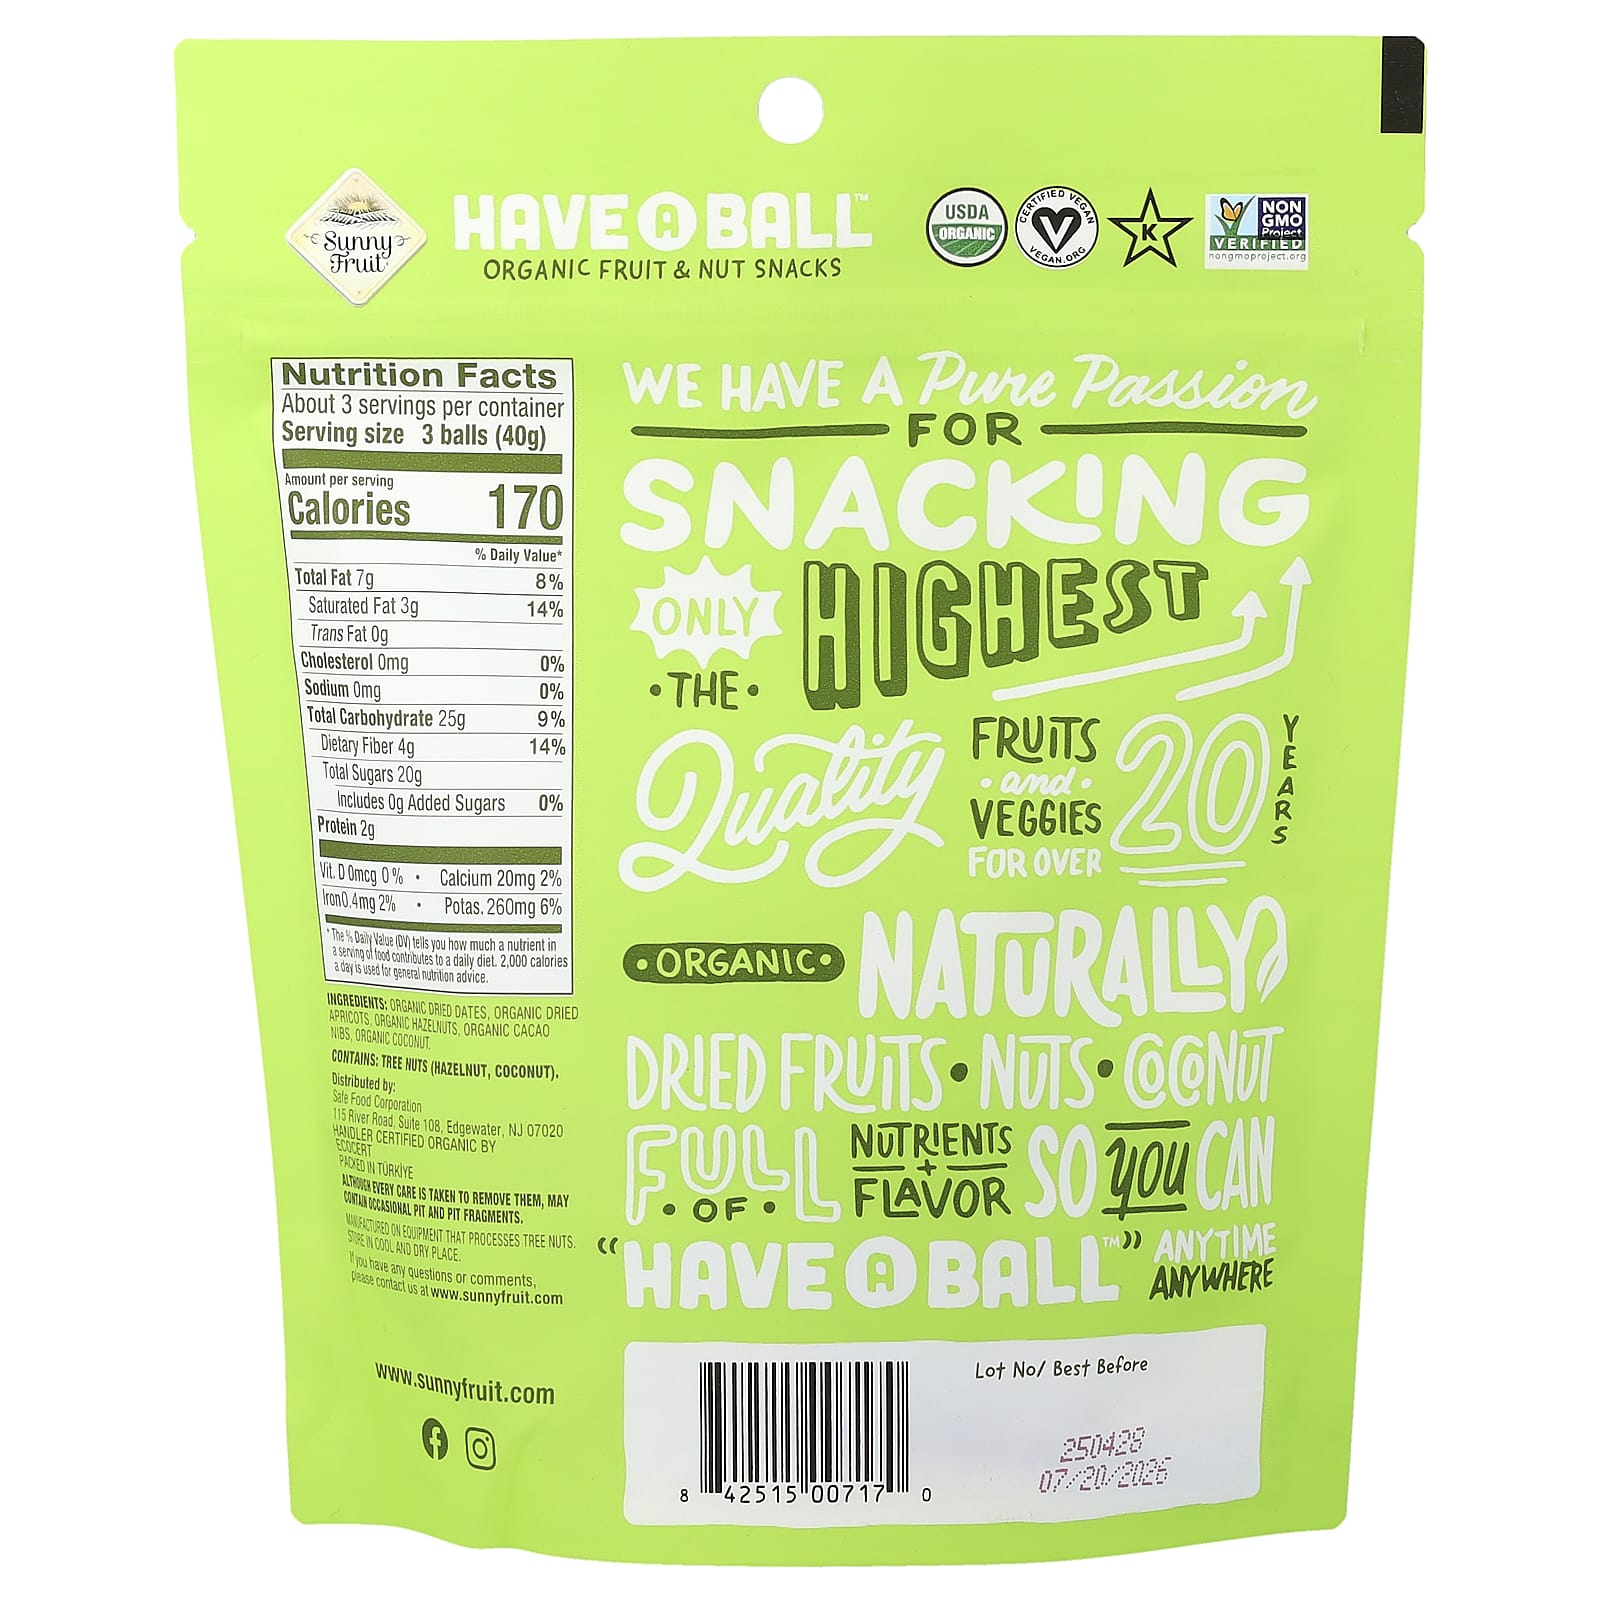 Sunny
Fruit
HAVE A BALL™
ORGANIC FRUIT & NUT SNACKS
USDA
ORGANIC
CERTIFIED VEGAN
V
VEGAN.ORG
K
NON
GMO
Project
VERIFIED
nongmoproject.org
Nutrition Facts
About 3 servings per container
Serving size 3 balls (40g)
Amount per serving
Calories 170
% Daily Value*
Total Fat 7g 8%
Saturated Fat 3g 14%
Trans Fat 0g
Cholesterol 0mg 0%
Sodium 0mg 0%
Total Carbohydrate 25g 9%
Dietary Fiber 4g 14%
Total Sugars 20g
Includes 0g Added Sugars 0%
Protein 2g
Vit. D 0mcg 0% • Calcium 20mg 2%
Iron 0.4mg 2% • Potas. 260mg 6%
* The % Daily Value (DV) tells you how much a nutrient in
a serving of food contributes to a daily diet. 2,000 calories
a day is used for general nutrition advice.
INGREDIENTS: ORGANIC DRIED DATES, ORGANIC DRIED
APRICOTS, ORGANIC HAZELNUTS, ORGANIC CACAO
NIBS, ORGANIC COCONUT.
CONTAINS: TREE NUTS (HAZELNUT, COCONUT).
Distributed by:
Safe Food Corporation
115 River Road, Suite 108, Edgewater, NJ 07020
HANDLER CERTIFIED ORGANIC BY
ECOCERT
PACKED IN TÜRKİYE
ALTHOUGH EVERY CARE IS TAKEN TO REMOVE THEM, MAY
CONTAIN OCCASIONAL PIT AND PIT FRAGMENTS.
MANUFACTURED ON EQUIPMENT THAT PROCESSES TREE NUTS.
STORE IN COOL AND DRY PLACE.
If you have any questions or comments,
please contact us at www.sunnyfruit.com
www.sunnyfruit.com
WE HAVE A Pure Passion
FOR
SNACKING
ONLY
• THE •
HIGHEST
Quality
FRUITS
• and •
VEGGIES
FOR OVER
20
YEARS
• ORGANIC •
NATURALLY
DRIED FRUITS • NUTS • COCONUT
FULL
• OF •
NUTRIENTS
+
FLAVOR
SO YOU CAN
“HAVE A BALL™”
ANYTIME
ANYWHERE
Lot No/ Best Before
250428
07/20/2026
8 42515 00717 0